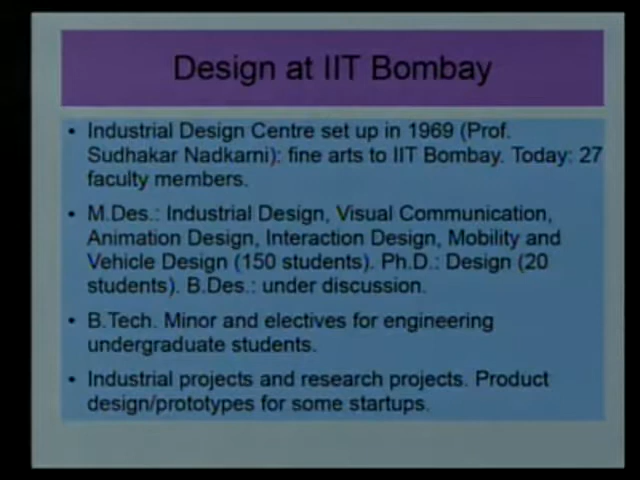 Design at IIT Bombay
• Industrial Design Centre set up in 1969 (Prof.
Sudhakar Nadkarni): fine arts to IIT Bombay. Today: 27
faculty members.
• M.Des.: Industrial Design, Visual Communication,
Animation Design, Interaction Design, Mobility and
Vehicle Design (150 students). Ph.D.: Design (20
students). B.Des.: under discussion.
• B.Tech. Minor and electives for engineering
undergraduate students.
• Industrial projects and research projects. Product
design/prototypes for some startups.